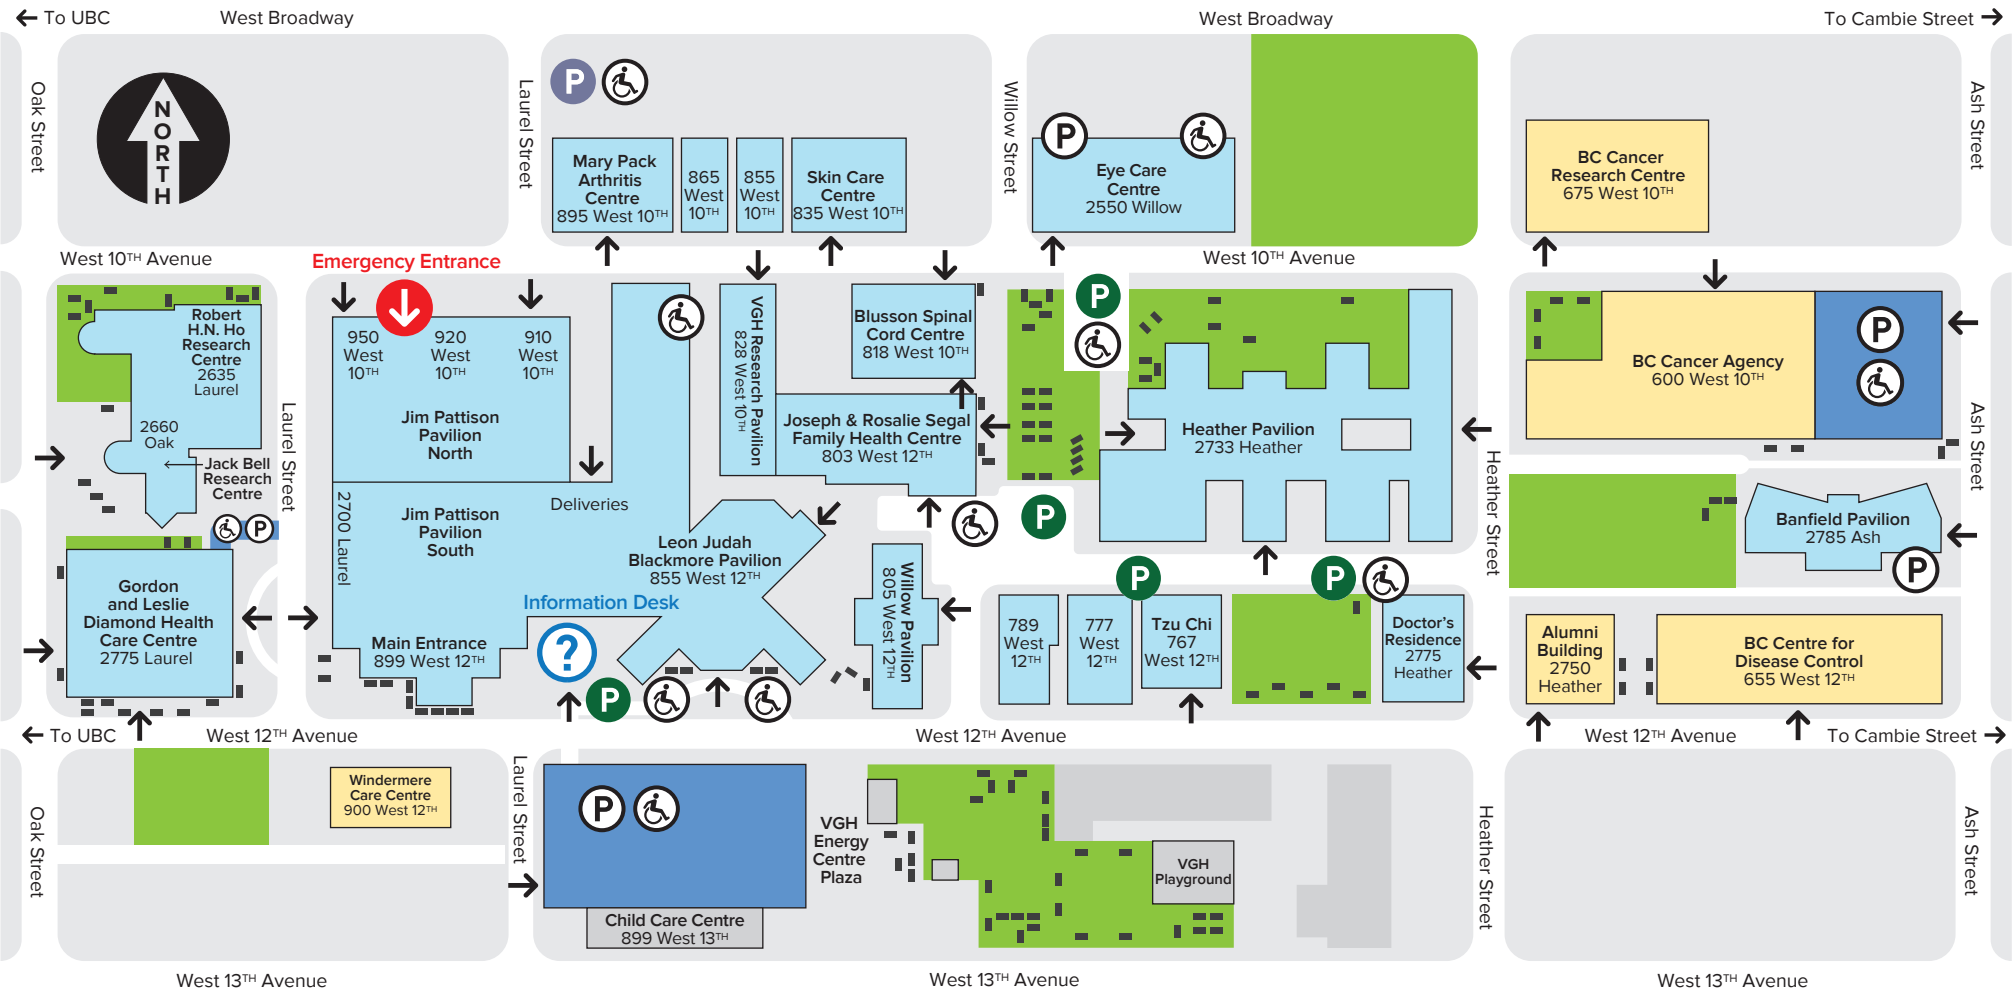 To UBC
West Broadway
West Broadway
To Cambie Street
Oak Street
NORTH
Laurel Street
P
Willow Street
P
Ash Street
Mary Pack
Arthritis
Centre
895 West 10TH
865
West
10TH
855
West
10TH
Skin Care
Centre
835 West 10TH
Eye Care
Centre
2550 Willow
BC Cancer
Research Centre
675 West 10TH
West 10TH Avenue
Emergency Entrance
West 10TH Avenue
Robert
H.N. Ho
Research
Centre
2635
Laurel
2660
Oak
Jack Bell
Research
Centre
Laurel Street
P
950
West
10TH
920
West
10TH
910
West
10TH
Jim Pattison
Pavilion
North
2700 Laurel
Jim Pattison
Pavilion
South
Deliveries
VGH Research Pavilion
828 West 10TH
Blusson Spinal
Cord Centre
818 West 10TH
Joseph & Rosalie Segal
Family Health Centre
803 West 12TH
P
P
Heather Pavilion
2733 Heather
Heather Street
BC Cancer Agency
600 West 10TH
P
Ash Street
Banfield Pavilion
2785 Ash
P
Leon Judah
Blackmore Pavilion
855 West 12TH
Willow Pavilion
805 West 12TH
Gordon
and Leslie
Diamond Health
Care Centre
2775 Laurel
Information Desk
?
Main Entrance
899 West 12TH
P
789
West
12TH
777
West
12TH
P
Tzu Chi
767
West 12TH
P
Doctor's
Residence
2775
Heather
Alumni
Building
2750
Heather
BC Centre for
Disease Control
655 West 12TH
To UBC
West 12TH Avenue
West 12TH Avenue
West 12TH Avenue
To Cambie Street
Oak Street
Windermere
Care Centre
900 West 12TH
Laurel Street
P
VGH
Energy
Centre
Plaza
VGH
Playground
Heather Street
Ash Street
Child Care Centre
899 West 13TH
West 13TH Avenue
West 13TH Avenue
West 13TH Avenue